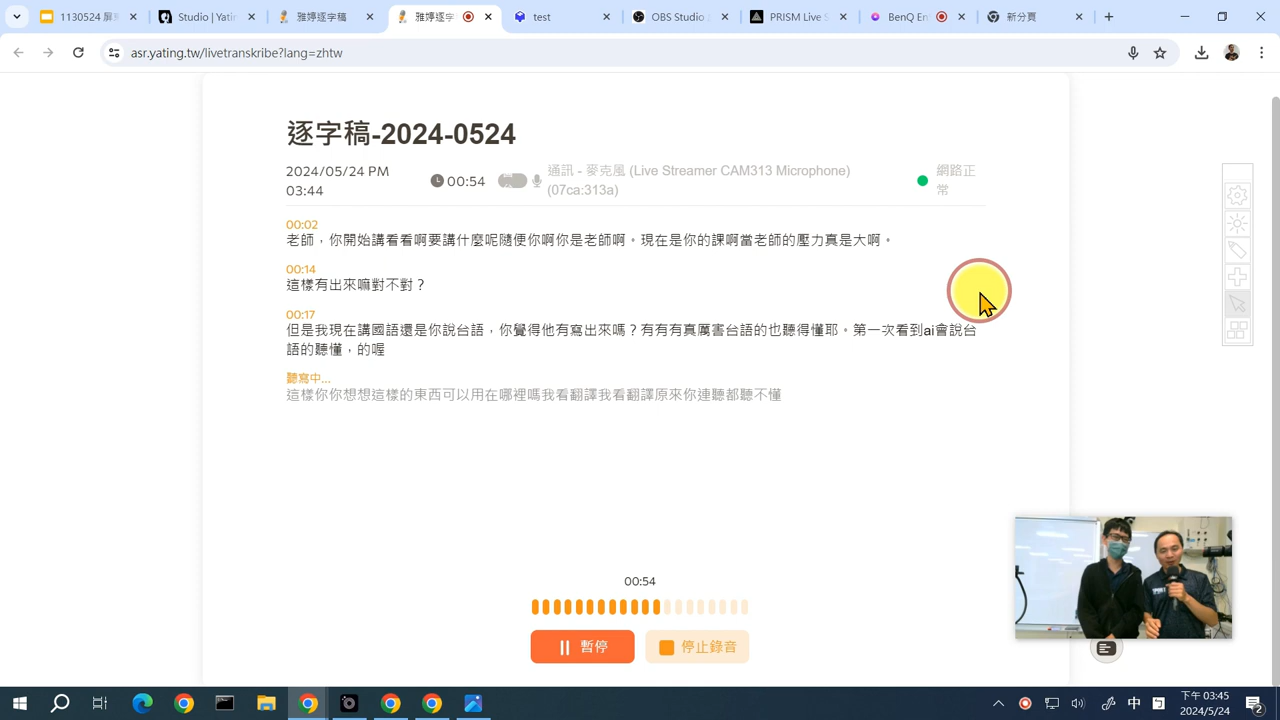 1130524 屏東
Studio | Yatin
雅婷逐字稿
雅婷逐字
test
OBS Studio
PRISM Live S
BenQ En
新分頁
asr.yating.tw/livetranskribe?lang=zhtw
逐字稿-2024-0524
2024/05/24 PM
03:44
00:54
通訊 - 麥克風 (Live Streamer CAM313 Microphone)
(07ca:313a)
網路正
常
00:02
老師，你開始講看看啊要講什麼呢隨便你啊你是老師啊。現在是你的課啊當老師的壓力真是大啊。
00:14
這樣有出來嘛對不對？
00:17
但是我現在講國語還是你說台語，你覺得他有寫出來嗎？有有有真厲害台語的也聽得懂耶。第一次看到ai會說台
語的聽懂，的喔
聽寫中...
這樣你你想想這樣的東西可以用在哪裡嗎我看翻譯我看翻譯原來你連聽都聽不懂
00:54
暫停
停止錄音
中
下午 03:45
2024/5/24
2